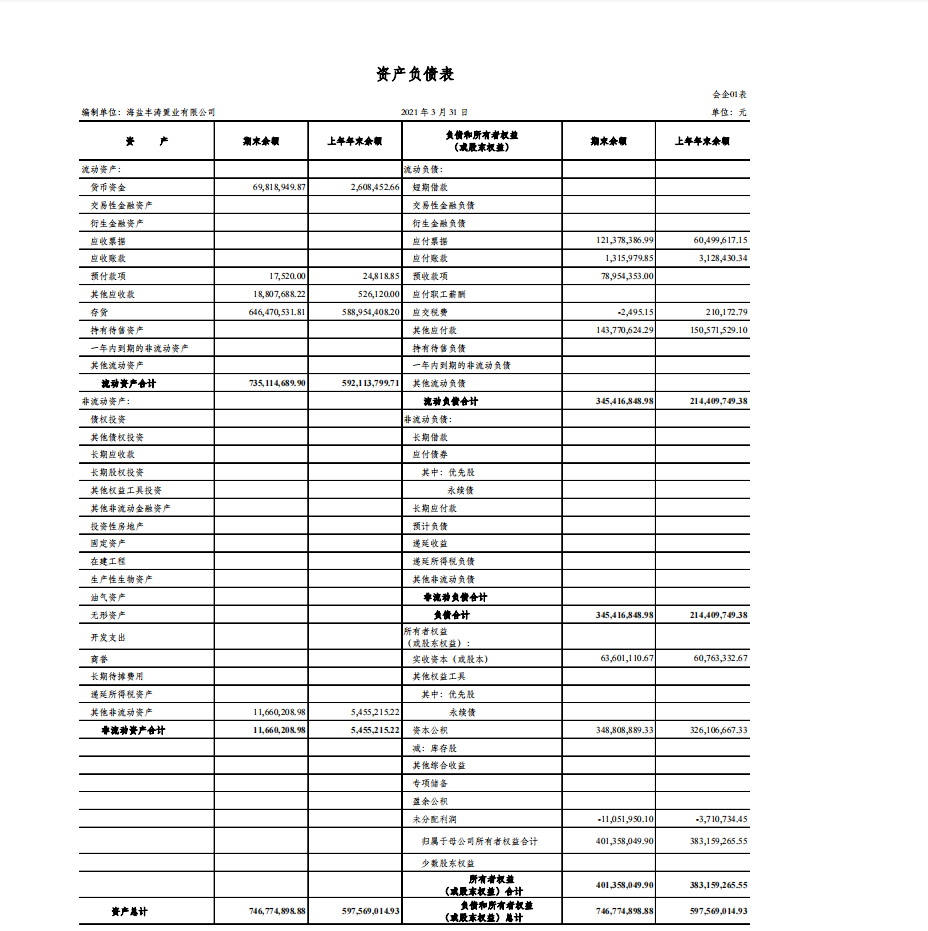 资产负债表
会企01表
编制单位：海盐丰涛置业有限公司 2021 年 3 月 31 日 单位：元
资 产 期末余额 上年年末余额 负债和所有者权益（或股东权益） 期末余额 上年年末余额
流动资产： 流动负债：
货币资金 69,818,949.87 2,608,452.66 短期借款
交易性金融资产 交易性金融负债
衍生金融资产 衍生金融负债
应收票据 应付票据 121,378,386.99 60,499,617.15
应收账款 应付账款 1,315,979.85 3,128,430.34
预付款项 17,520.00 24,818.85 预收款项 78,954,353.00
其他应收款 18,807,688.22 526,120.00 应付职工薪酬
存货 646,470,531.81 588,954,408.20 应交税费 -2,495.15 210,172.79
持有待售资产 其他应付款 143,770,624.29 150,571,529.10
一年内到期的非流动资产 持有待售负债
其他流动资产 一年内到期的非流动负债
流动资产合计 735,114,689.90 592,113,799.71 其他流动负债
非流动资产： 流动负债合计 345,416,848.98 214,409,749.38
债权投资 非流动负债：
其他债权投资 长期借款
长期应收款 应付债券
长期股权投资 其中：优先股
其他权益工具投资 永续债
其他非流动金融资产 长期应付款
投资性房地产 预计负债
固定资产 递延收益
在建工程 递延所得税负债
生产性生物资产 其他非流动负债
油气资产 非流动负债合计
无形资产 负债合计 345,416,848.98 214,409,749.38
开发支出 所有者权益（或股东权益）：
商誉 实收资本（或股本） 63,601,110.67 60,763,332.67
长期待摊费用 其他权益工具
递延所得税资产 其中：优先股
其他非流动资产 11,660,208.98 5,455,215.22 永续债
非流动资产合计 11,660,208.98 5,455,215.22 资本公积 348,808,889.33 326,106,667.33
减：库存股
其他综合收益
专项储备
盈余公积
未分配利润 -11,051,950.10 -3,710,734.45
归属于母公司所有者权益合计 401,358,049.90 383,159,265.55
少数股东权益
所有者权益（或股东权益）合计 401,358,049.90 383,159,265.55
资产总计 746,774,898.88 597,569,014.93 负债和所有者权益（或股东权益）总计 746,774,898.88 597,569,014.93